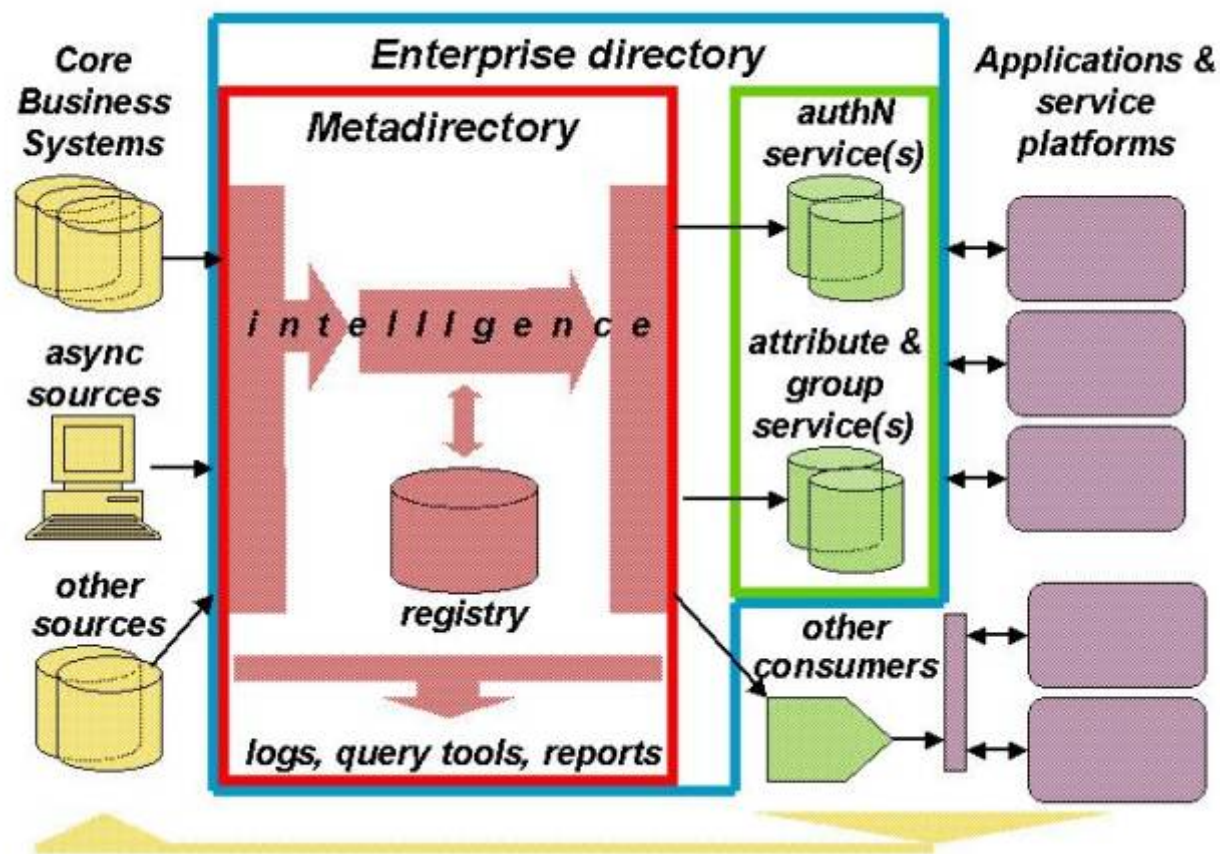 Core
Business
Systems
Enterprise directory
Applications &
service
platforms
Metadirectory
authN
service(s)
intelligence
async
sources
attribute &
group
service(s)
other
sources
registry
other
consumers
logs, query tools, reports